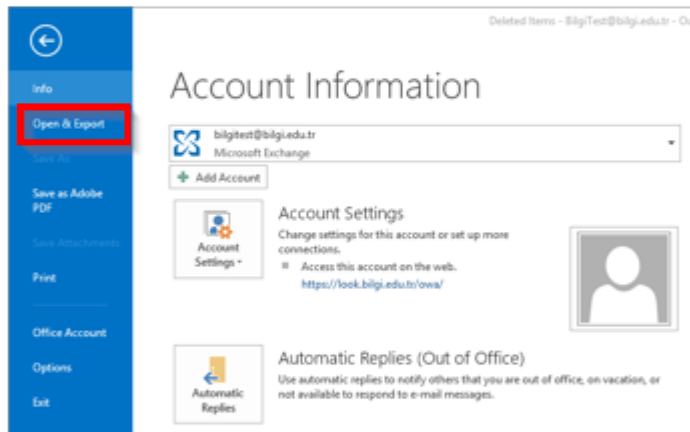 Deleted Items - BilgiTest@bilgi.edu.tr - Ou
Info
Account Information
Open & Export
Save As
Save as Adobe
PDF
Save Attachments
Print
Office Account
Options
Exit
bilgitest@bilgi.edu.tr
Microsoft Exchange
Add Account
Account
Settings
Account Settings
Change settings for this account or set up more
connections.
Access this account on the web.
https://look.bilgi.edu.tr/owa/
Automatic
Replies
Automatic Replies (Out of Office)
Use automatic replies to notify others that you are out of office, on vacation, or
not available to respond to e-mail messages.